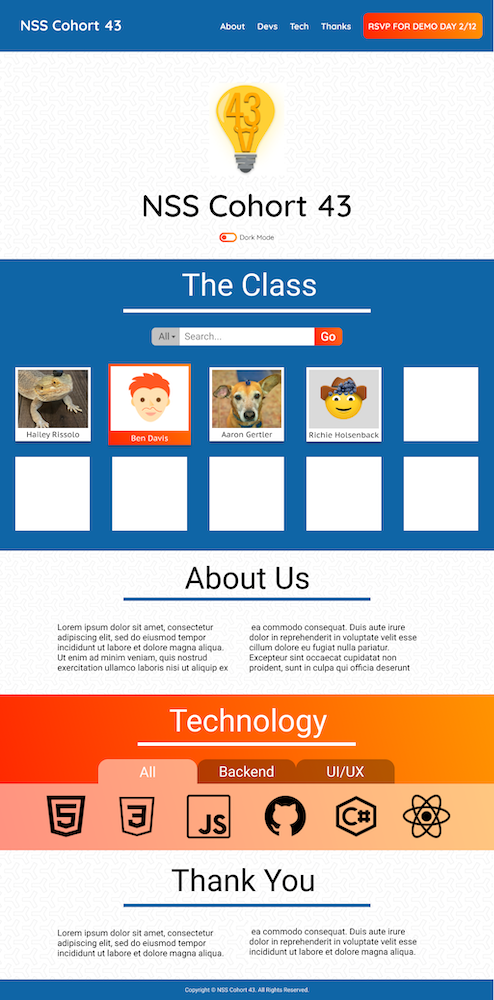 NSS Cohort 43
About Devs Tech Thanks RSVP FOR DEMO DAY 2/12
43
NSS Cohort 43
Dark Mode
The Class
All Search... Go
Hailey Rissolo Ben Davis Aaron Gertler Richie Holsenback
About Us
Lorem ipsum dolor sit amet, consectetur
adipiscing elit, sed do eiusmod tempor
incididunt ut labore et dolore magna aliqua.
Ut enim ad minim veniam, quis nostrud
exercitation ullamco laboris nisi ut aliquip ex
ea commodo consequat. Duis aute irure
dolor in reprehenderit in voluptate velit esse
cillum dolore eu fugiat nulla pariatur.
Excepteur sint occaecat cupidatat non
proident, sunt in culpa qui officia deserunt
Technology
All Backend UI/UX
5 3 JS C#
Thank You
Lorem ipsum dolor sit amet, consectetur
adipiscing elit, sed do eiusmod tempor
incididunt ut labore et dolore magna aliqua.
ea commodo consequat. Duis aute irure
dolor in reprehenderit in voluptate velit esse
incididunt ut labore et dolore magna aliqua.
Copyright © NSS Cohort 43. All Rights Reserved.